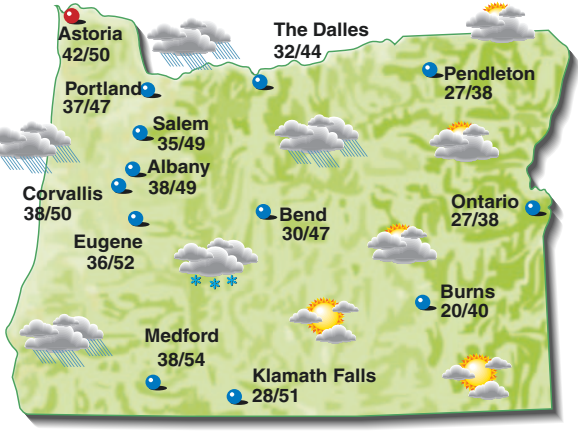 Astoria
42/50
The Dalles
32/44
Pendleton
27/38
Portland
37/47
Salem
35/49
Albany
38/49
Corvallis
38/50
Eugene
36/52
Bend
30/47
Ontario
27/38
Burns
20/40
Medford
38/54
Klamath Falls
28/51